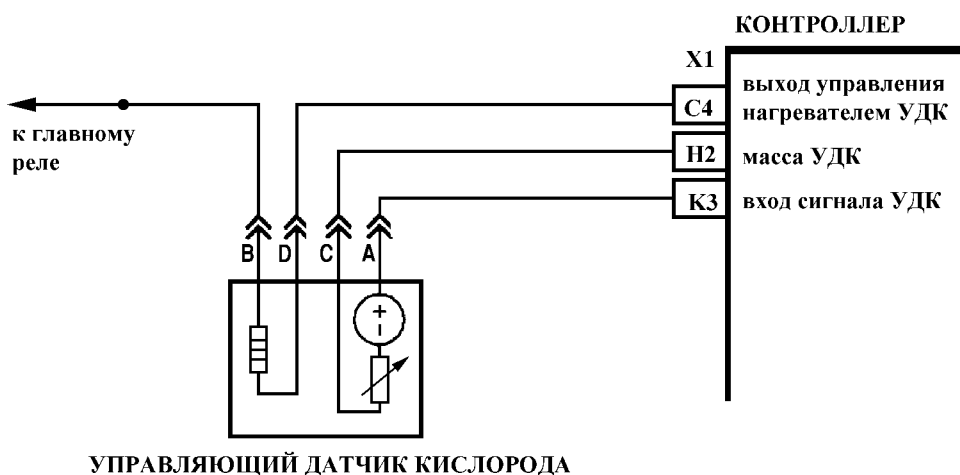 КОНТРОЛЛЕР
X1
C4
выход управления
нагревателем УДК
H2
масса УДК
K3
вход сигнала УДК
к главному
реле
B D C A
УПРАВЛЯЮЩИЙ ДАТЧИК КИСЛОРОДА